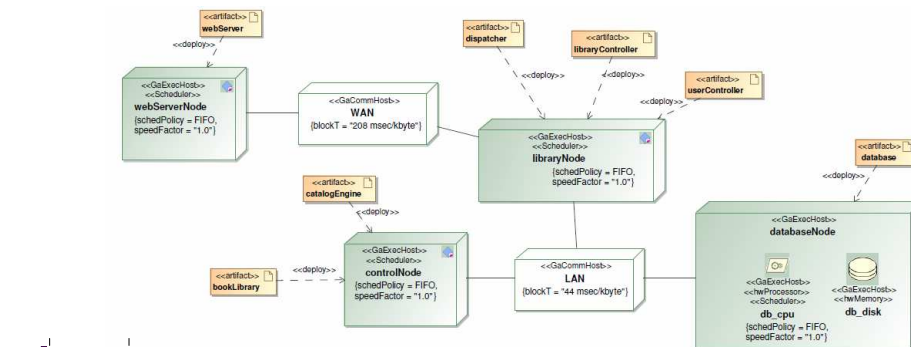 <<artifact>>
webServer
<<deploy>>
<<GaExecHost>>
<<Scheduler>>
webServerNode
{schedPolicy = FIFO,
speedFactor = "1.0"}
<<GaCommHost>>
WAN
{blockT = "208 msec/kbyte"}
<<artifact>>
dispatcher
<<deploy>>
<<artifact>>
libraryController
<<deploy>>
<<artifact>>
userController
<<deploy>>
<<GaExecHost>>
<<Scheduler>>
libraryNode
{schedPolicy = FIFO,
speedFactor = "1.0"}
<<artifact>>
database
<<deploy>>
<<artifact>>
catalogEngine
<<deploy>>
<<artifact>>
bookLibrary
<<deploy>>
<<GaExecHost>>
<<Scheduler>>
controlNode
{schedPolicy = FIFO,
speedFactor = "1.0"}
<<GaCommHost>>
LAN
{blockT = "44 msec/kbyte"}
<<GaExecHost>>
databaseNode
<<GaExecHost>>
<<hwProcessor>>
<<Scheduler>>
db_cpu
{schedPolicy = FIFO,
speedFactor = "1.0"}
<<GaExecHost>>
<<hwMemory>>
db_disk